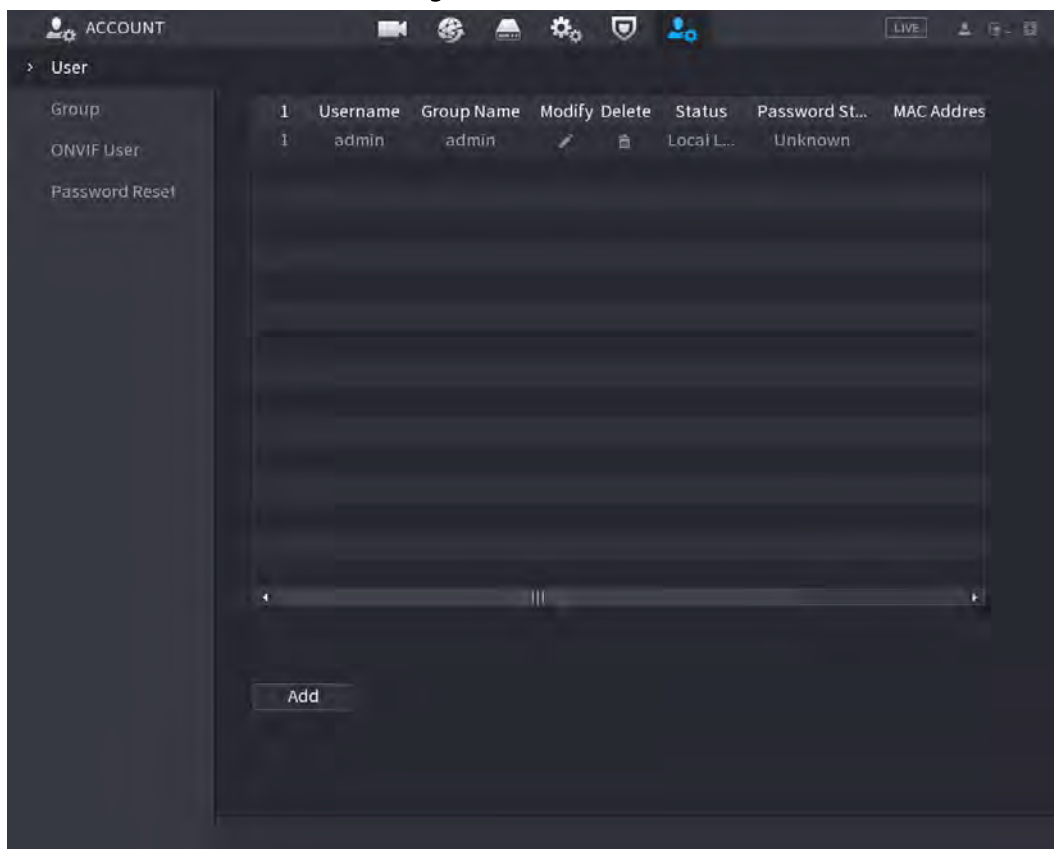 ACCOUNT LIVE
User
Group
ONVIF User
Password Reset
1 Username Group Name Modify Delete Status Password St... MAC Addres
1 admin admin Local L... Unknown
Add